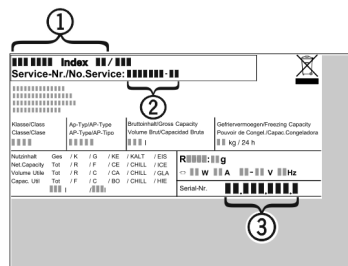 1
Index /
Service-Nr./No.Service: -
2
Klasse/Class
Classe/Clase
Ap-Typ/AP-Type
AP-Type/AP-Tipo
Bruttoinhalt/Gross Capacity
Volume Brut/Capacidad Bruta
l
Gefriervermoegen/Freezing Capacity
Pouvoir de Congel./Capac.Congeladora
kg / 24 h
Nutzinhalt Ges / K / G / KE / KALT / EIS
Net.Capacity Tot / R / F / CE / CHILL / ICE
Volume Utile Tot / R / C / CA / CHILL / GLA
Capac. Util Tot / F / C / BO / CHILL / HIE
l / l
R : g
W A - V Hz
Serial-Nr. . . .
3